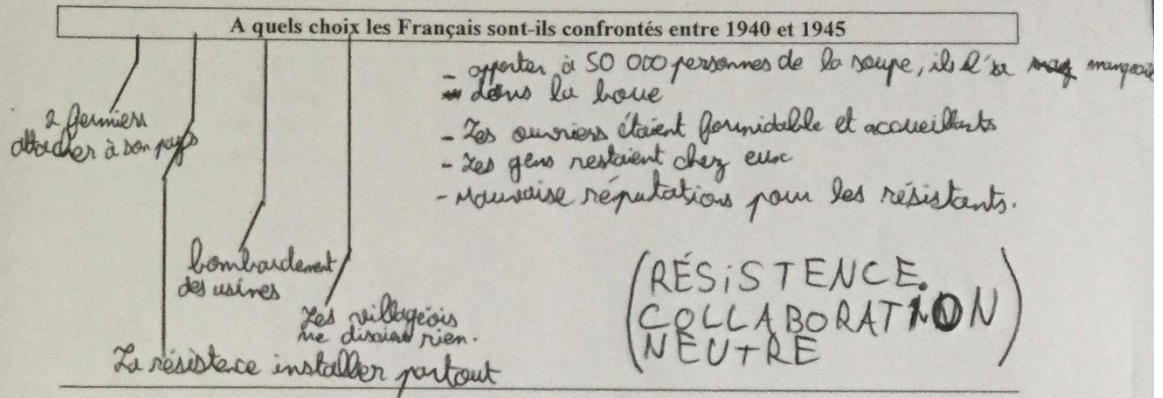 A quels choix les Français sont-ils confrontés entre 1940 et 1945
- apporter à 50 000 personnes de la soupe, ils
dans la boue
- Les ouvriers étaient formidable et accueillants
- Les gens restaient chez eux
- Mauvaise réputations pour les résistants.
2 fermiers
attacher à son pays
bombardement
des usines
Les villageois
ne disaient rien.
La résistence installer partout
(RÉSiSTENCE.
COLLABORATION
NEUTRE)